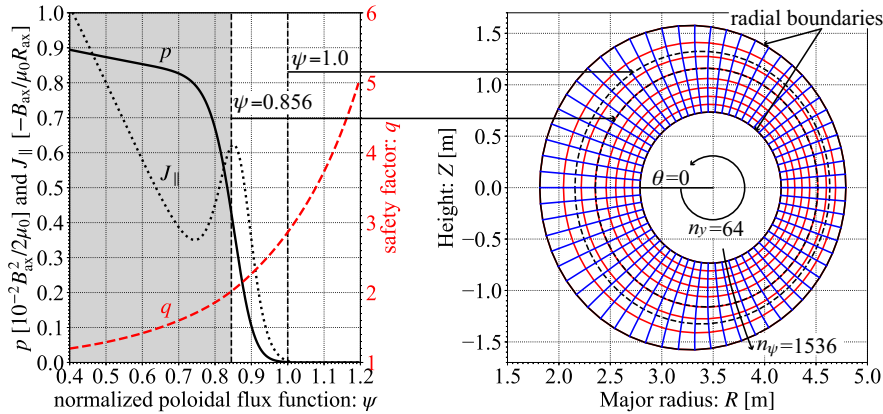 1.0
0.9
0.8
0.7
0.6
0.5
0.4
0.3
0.2
0.1
0.0
p [10⁻²B²ₐₓ/2μ₀] and J∥ [−Bₐₓ/μ₀Rₐₓ]
p
J∥
q
ψ=1.0
ψ=0.856
6
5
4
3
2
1
safety factor: q
0.4 0.5 0.6 0.7 0.8 0.9 1.0 1.1 1.2
normalized poloidal flux function: ψ
radial boundaries
1.5
1.0
0.5
0.0
−0.5
−1.0
−1.5
Height: Z [m]
θ=0
n_y=64
n_ψ=1536
1.5 2.0 2.5 3.0 3.5 4.0 4.5 5.0
Major radius: R [m]